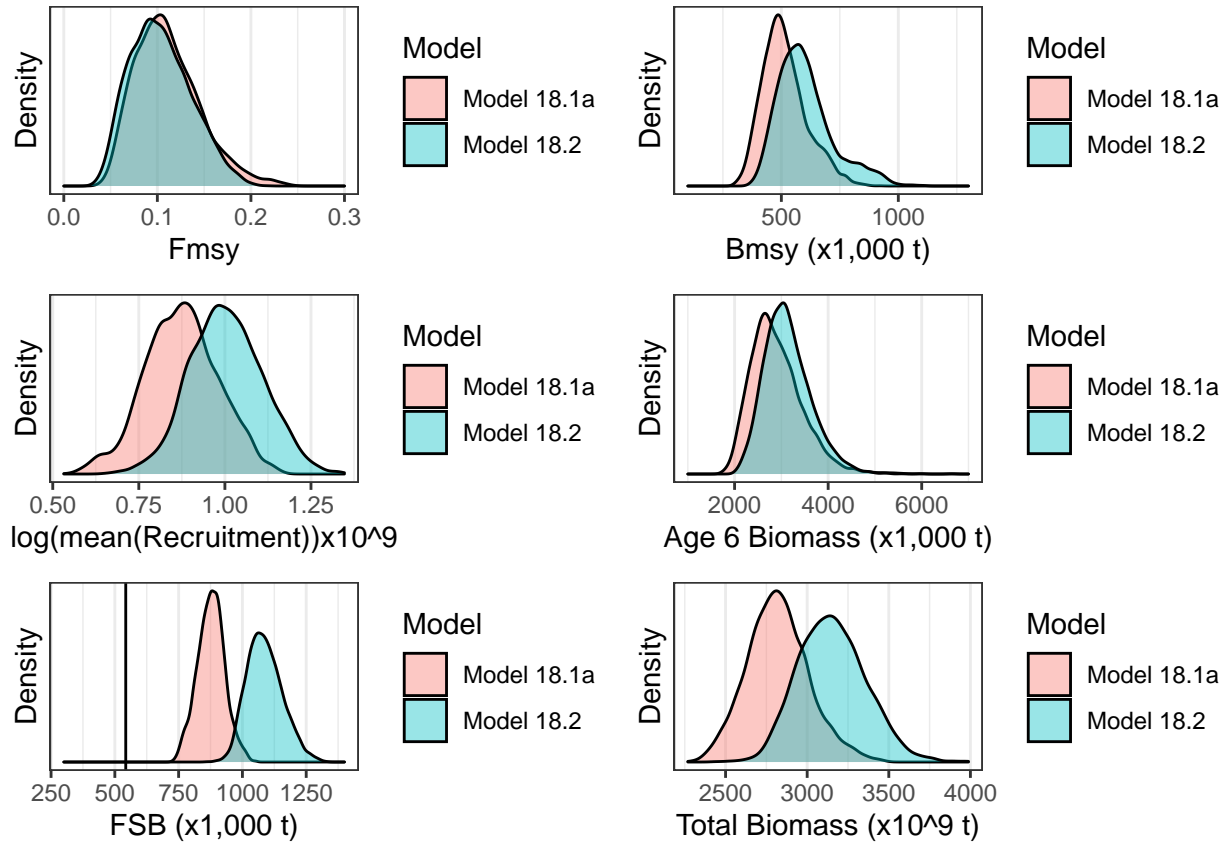 Density
0.0 0.1 0.2 0.3
Fmsy
Model
Model 18.1a
Model 18.2
Density
500 1000
Bmsy (x1,000 t)
Model
Model 18.1a
Model 18.2
Density
0.50 0.75 1.00 1.25
log(mean(Recruitment))x10^9
Model
Model 18.1a
Model 18.2
Density
2000 4000 6000
Age 6 Biomass (x1,000 t)
Model
Model 18.1a
Model 18.2
Density
250 500 750 1000 1250
FSB (x1,000 t)
Model
Model 18.1a
Model 18.2
Density
2500 3000 3500 4000
Total Biomass (x10^9 t)
Model
Model 18.1a
Model 18.2